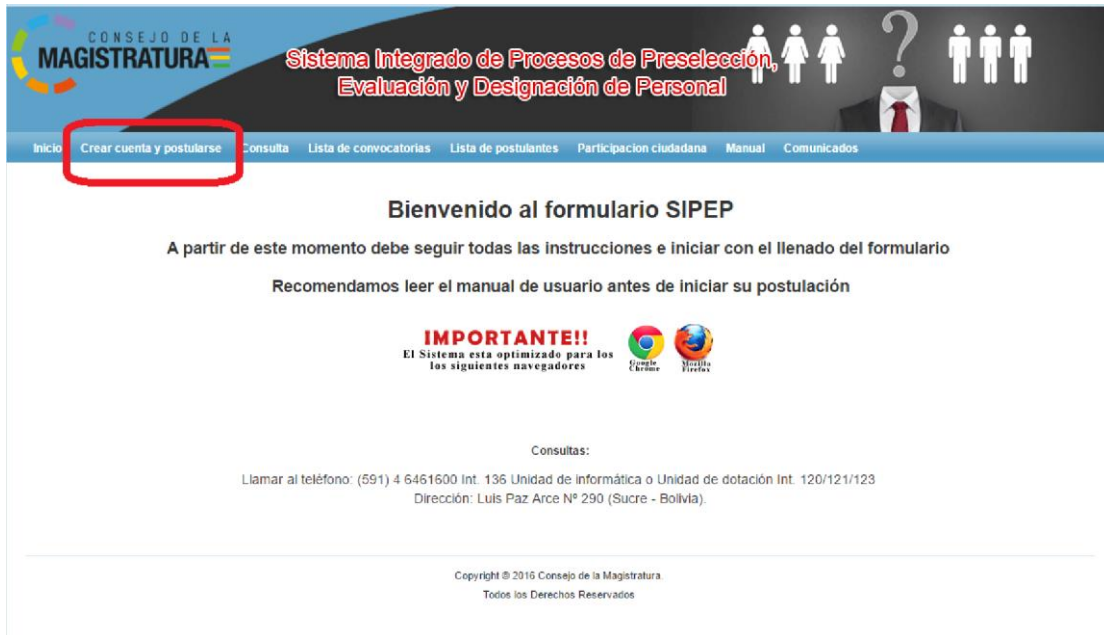 CONSEJO DE LA
MAGISTRATURA
Sistema Integrado de Procesos de Preselección,
Evaluación y Designación de Personal
?
Inicio Crear cuenta y postularse Consulta Lista de convocatorias Lista de postulantes Participacion ciudadana Manual Comunicados
Bienvenido al formulario SIPEP
A partir de este momento debe seguir todas las instrucciones e iniciar con el llenado del formulario
Recomendamos leer el manual de usuario antes de iniciar su postulación
IMPORTANTE!!
El Sistema esta optimizado para los
los siguientes navegadores
Google
Chrome
Mozilla
Firefox
Consultas:
Llamar al teléfono: (591) 4 6461600 Int. 136 Unidad de informática o Unidad de dotación Int. 120/121/123
Dirección: Luis Paz Arce Nº 290 (Sucre - Bolivia).
Copyright ® 2016 Consejo de la Magistratura.
Todos los Derechos Reservados